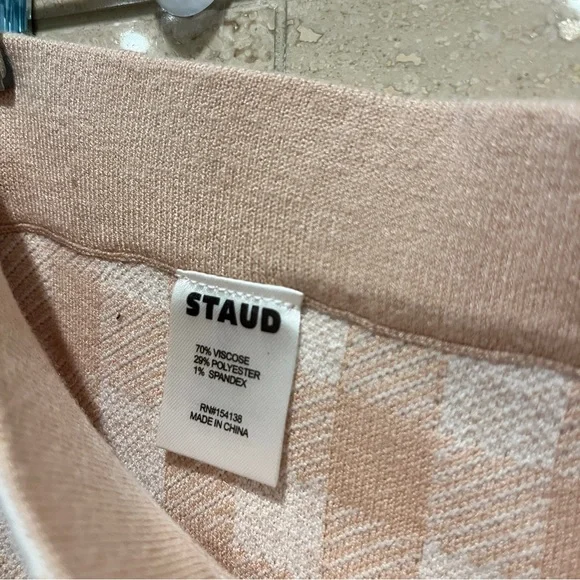 STAUD
70% VISCOSE
29% POLYESTER
1% SPANDEX
RN#154138
MADE IN CHINA